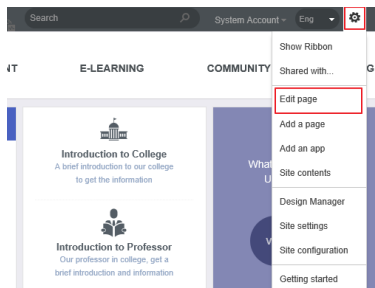 Search
System Account
Eng
Show Ribbon
Shared with...
Edit page
Add a page
Add an app
Site contents
Design Manager
Site settings
Site configuration
Getting started
NT
E-LEARNING
COMMUNITY
G
Introduction to College
A brief introduction to our college
to get the information
Introduction to Professor
Our professor in college, get a
brief introduction and information
What
U
V